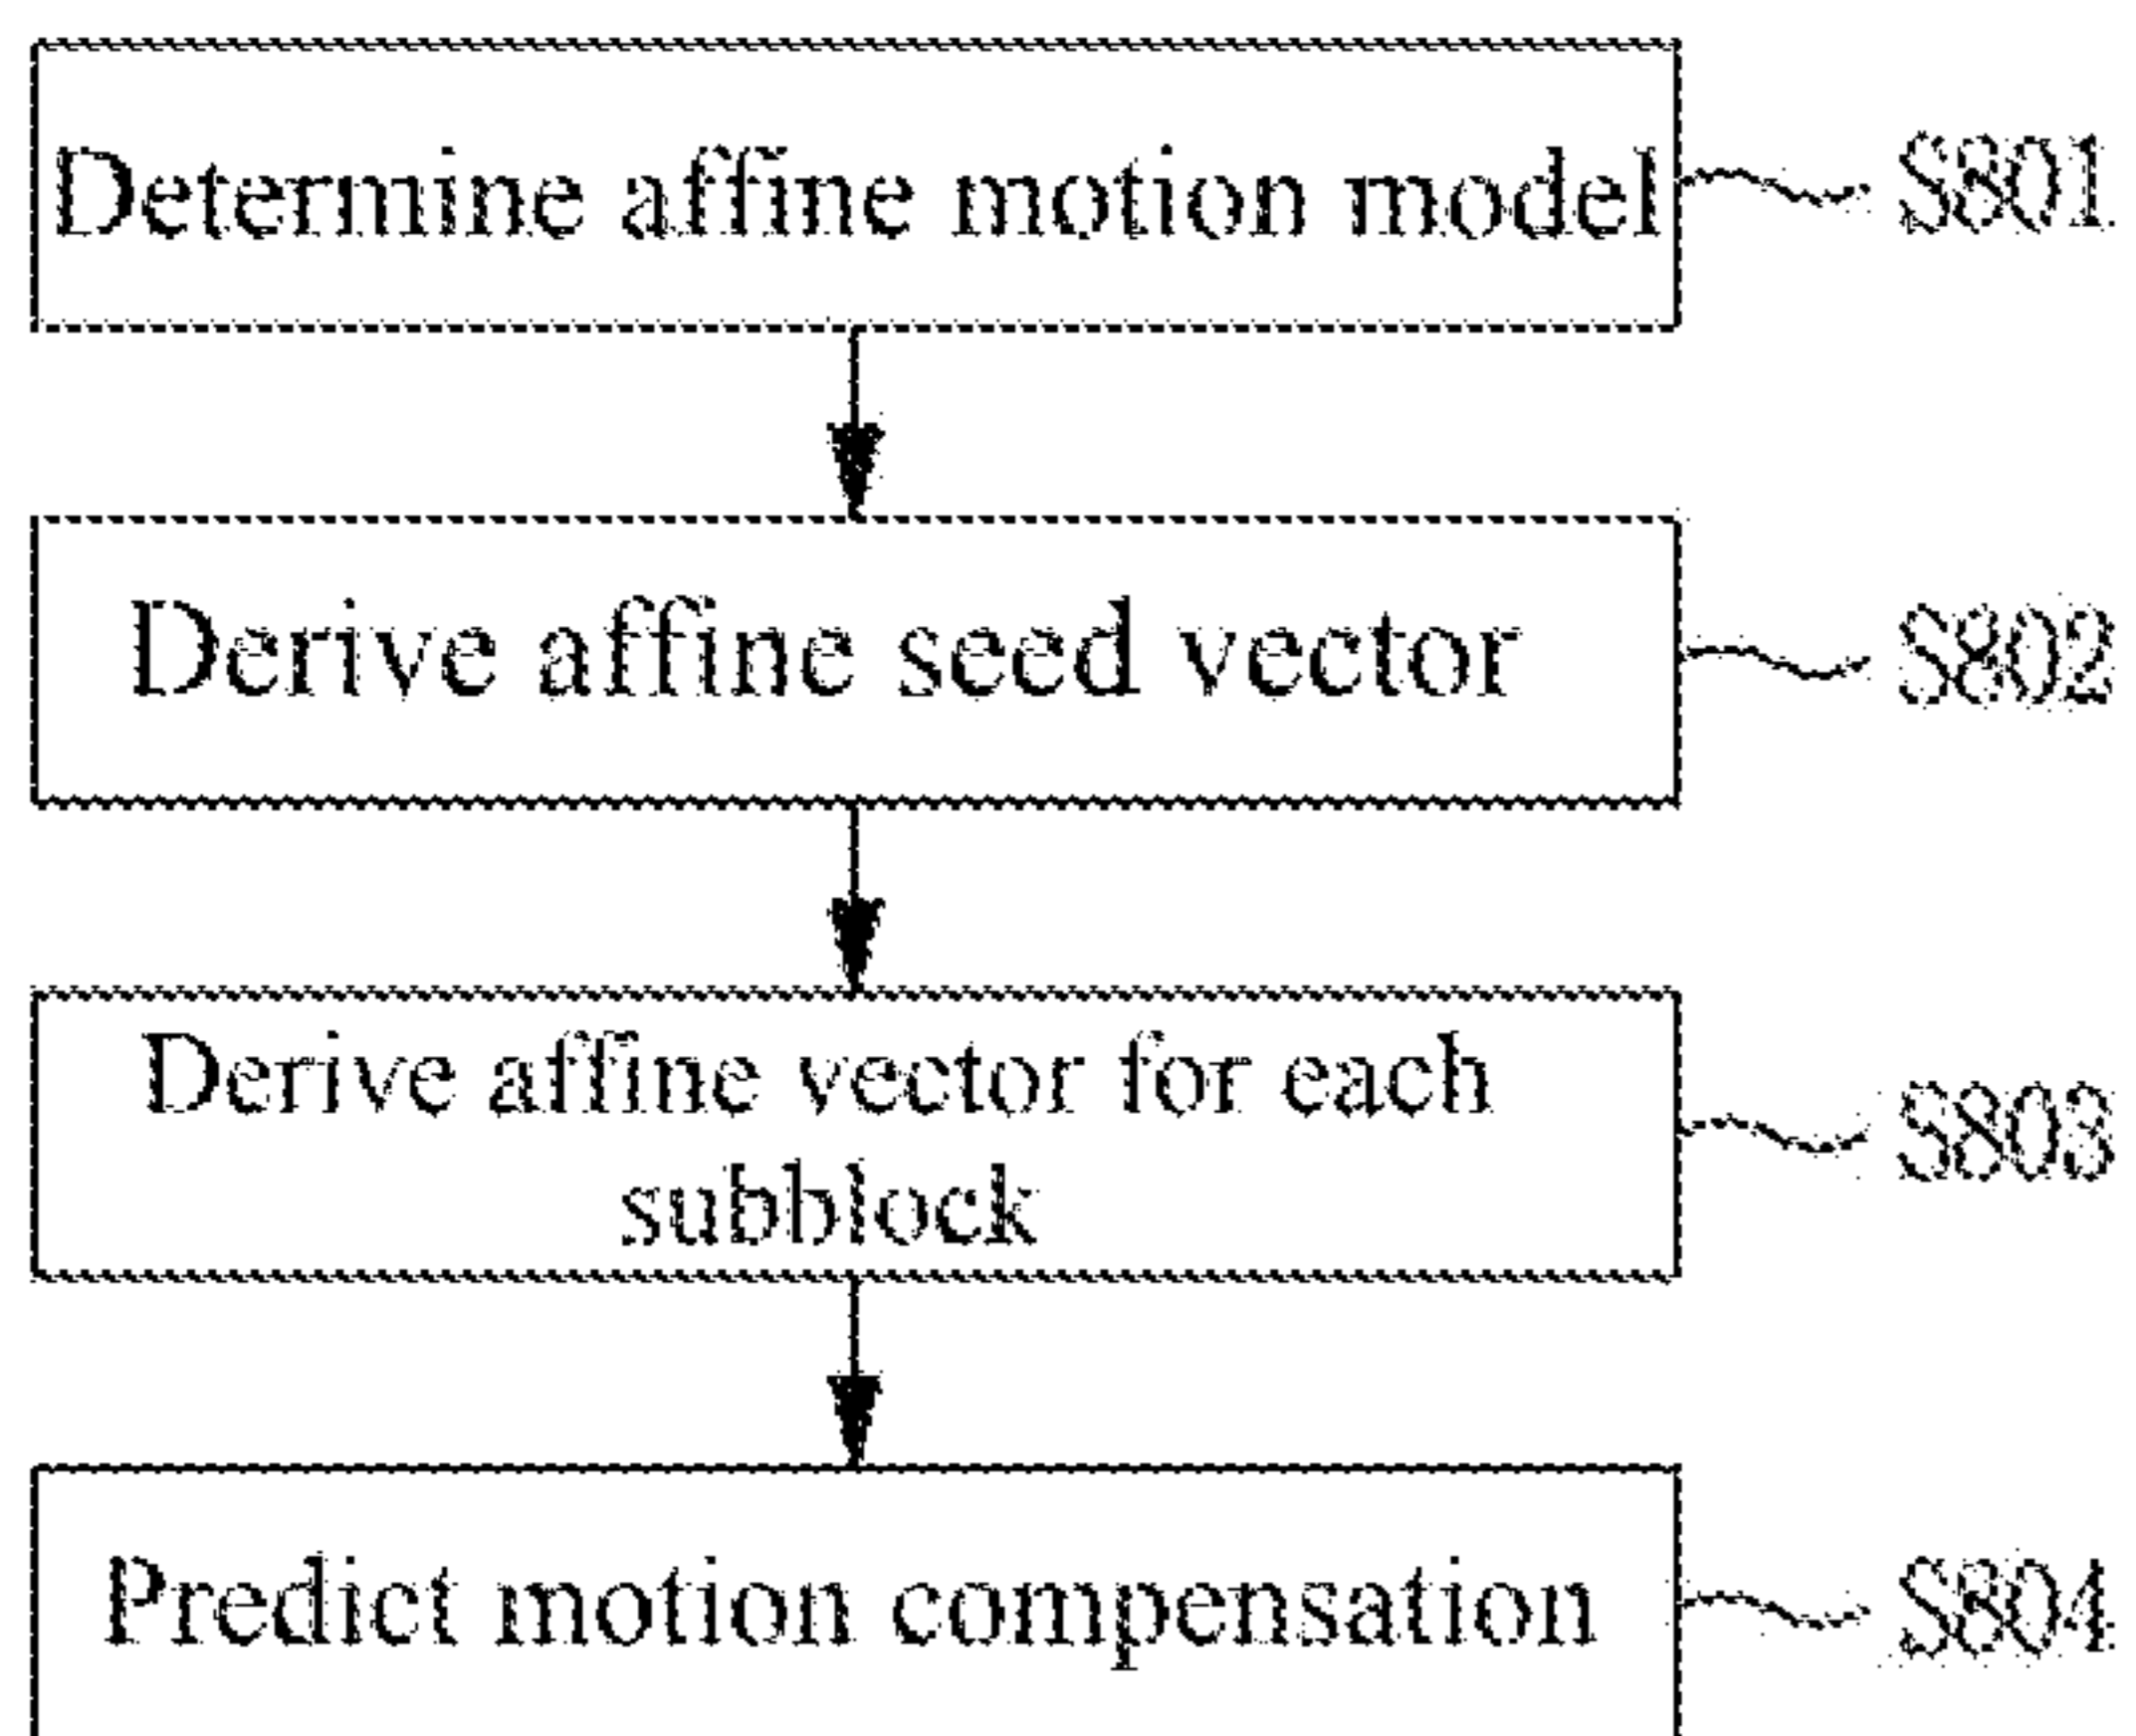 Determine affine motion model
S801
Derive affine seed vector
S802
Derive affine vector for each
subblock
S803
Predict motion compensation
S804